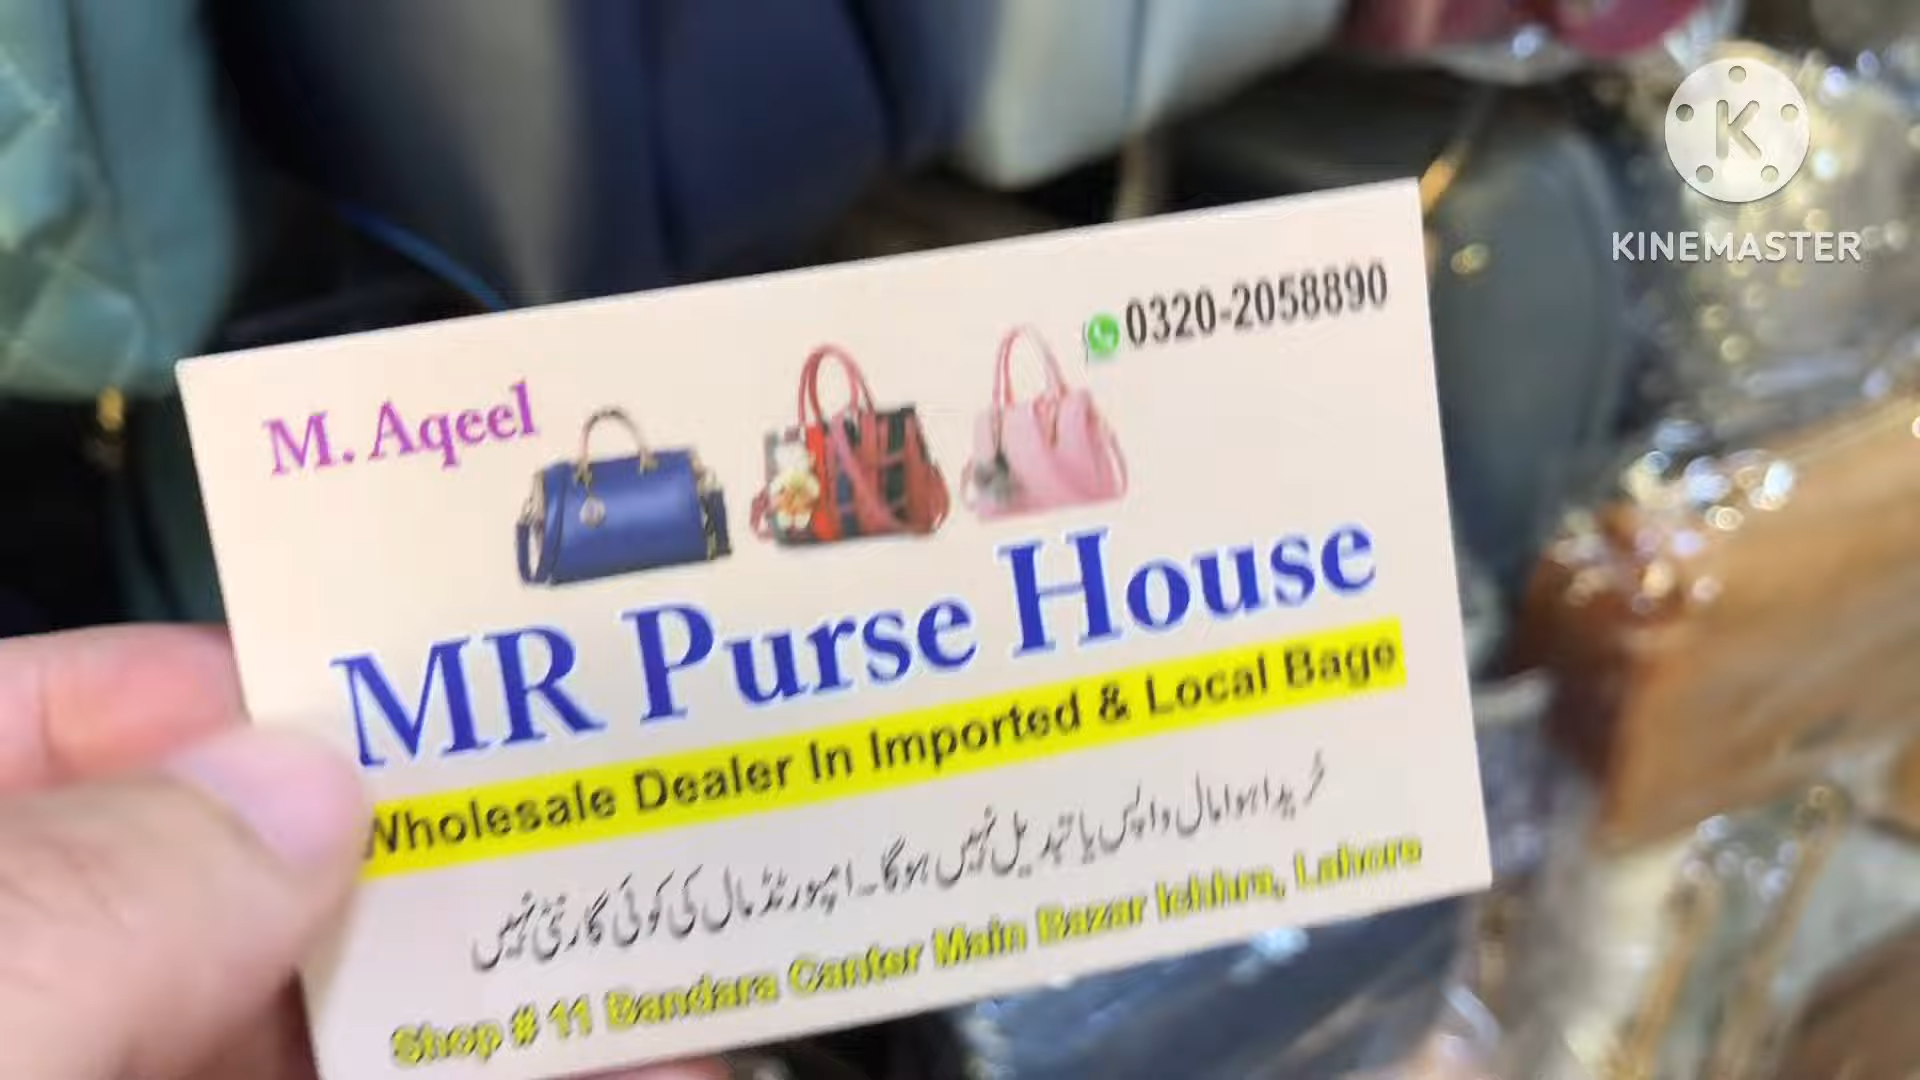 KINEMASTER
0320-2058890
M. Aqeel
MR Purse House
Wholesale Dealer In Imported & Local Bags
خریدا ہوا مال واپس یا تبدیل نہیں ہوگا۔ امپورٹڈ مال کی کوئی گارنٹی نہیں
Shop # 11 Bandara Canter Main Bazar Ichhra, Lahore